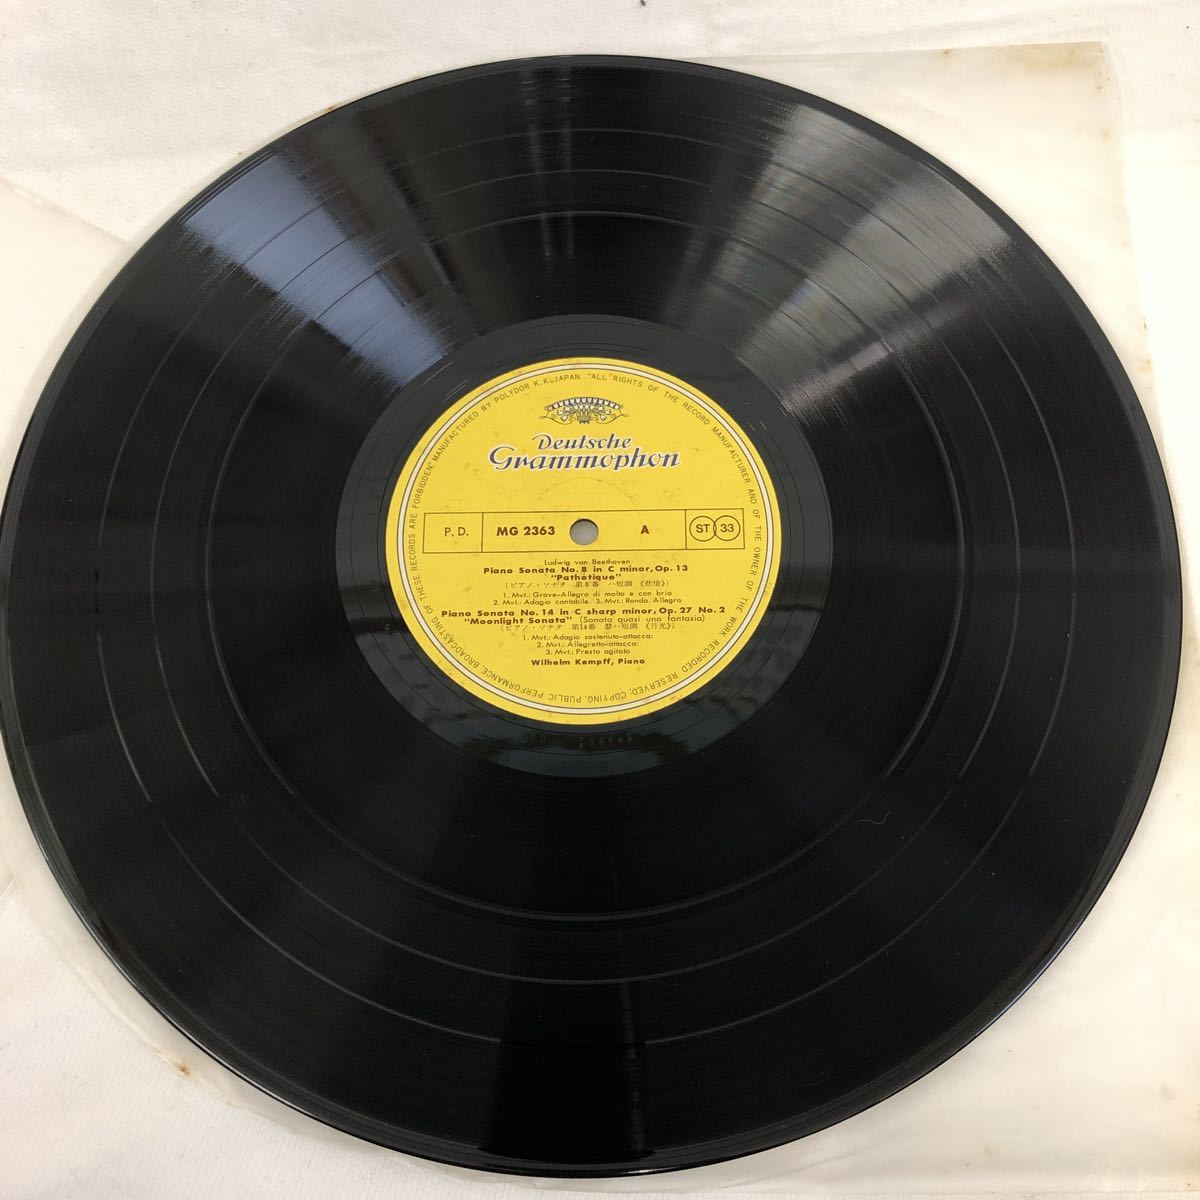 MANUFACTURED BY POLYDOR K.K., JAPAN. "ALL RIGHTS OF THE RECORD MANUFACTURER AND OF THE OWNER OF THE WORK RECORDED RESERVED; COPYING, PUBLIC PERFORMANCE, BROADCASTING OF THESE RECORDS ARE FORBIDDEN"
Deutsche
Grammophon
P. D. MG 2363 A ST 33
Ludwig van Beethoven
Piano Sonata No. 8 in C minor, Op. 13
"Pathétique"
(ピアノ・ソナタ 第8番 ハ短調 《悲愴》)
1. Mvt.: Grave-Allegro di molto e con brio
2. Mvt.: Adagio cantabile. 3. Mvt.: Rondo. Allegro
Piano Sonata No. 14 in C sharp minor, Op. 27 No. 2
"Moonlight Sonata" (Sonata quasi una fantasia)
(ピアノ・ソナタ 第14番 嬰ハ短調 《月光》)
1. Mvt.: Adagio sostenuto-attacca:
2. Mvt.: Allegretto-attacca:
3. Mvt.: Presto agitato
Wilhelm Kempff, Piano